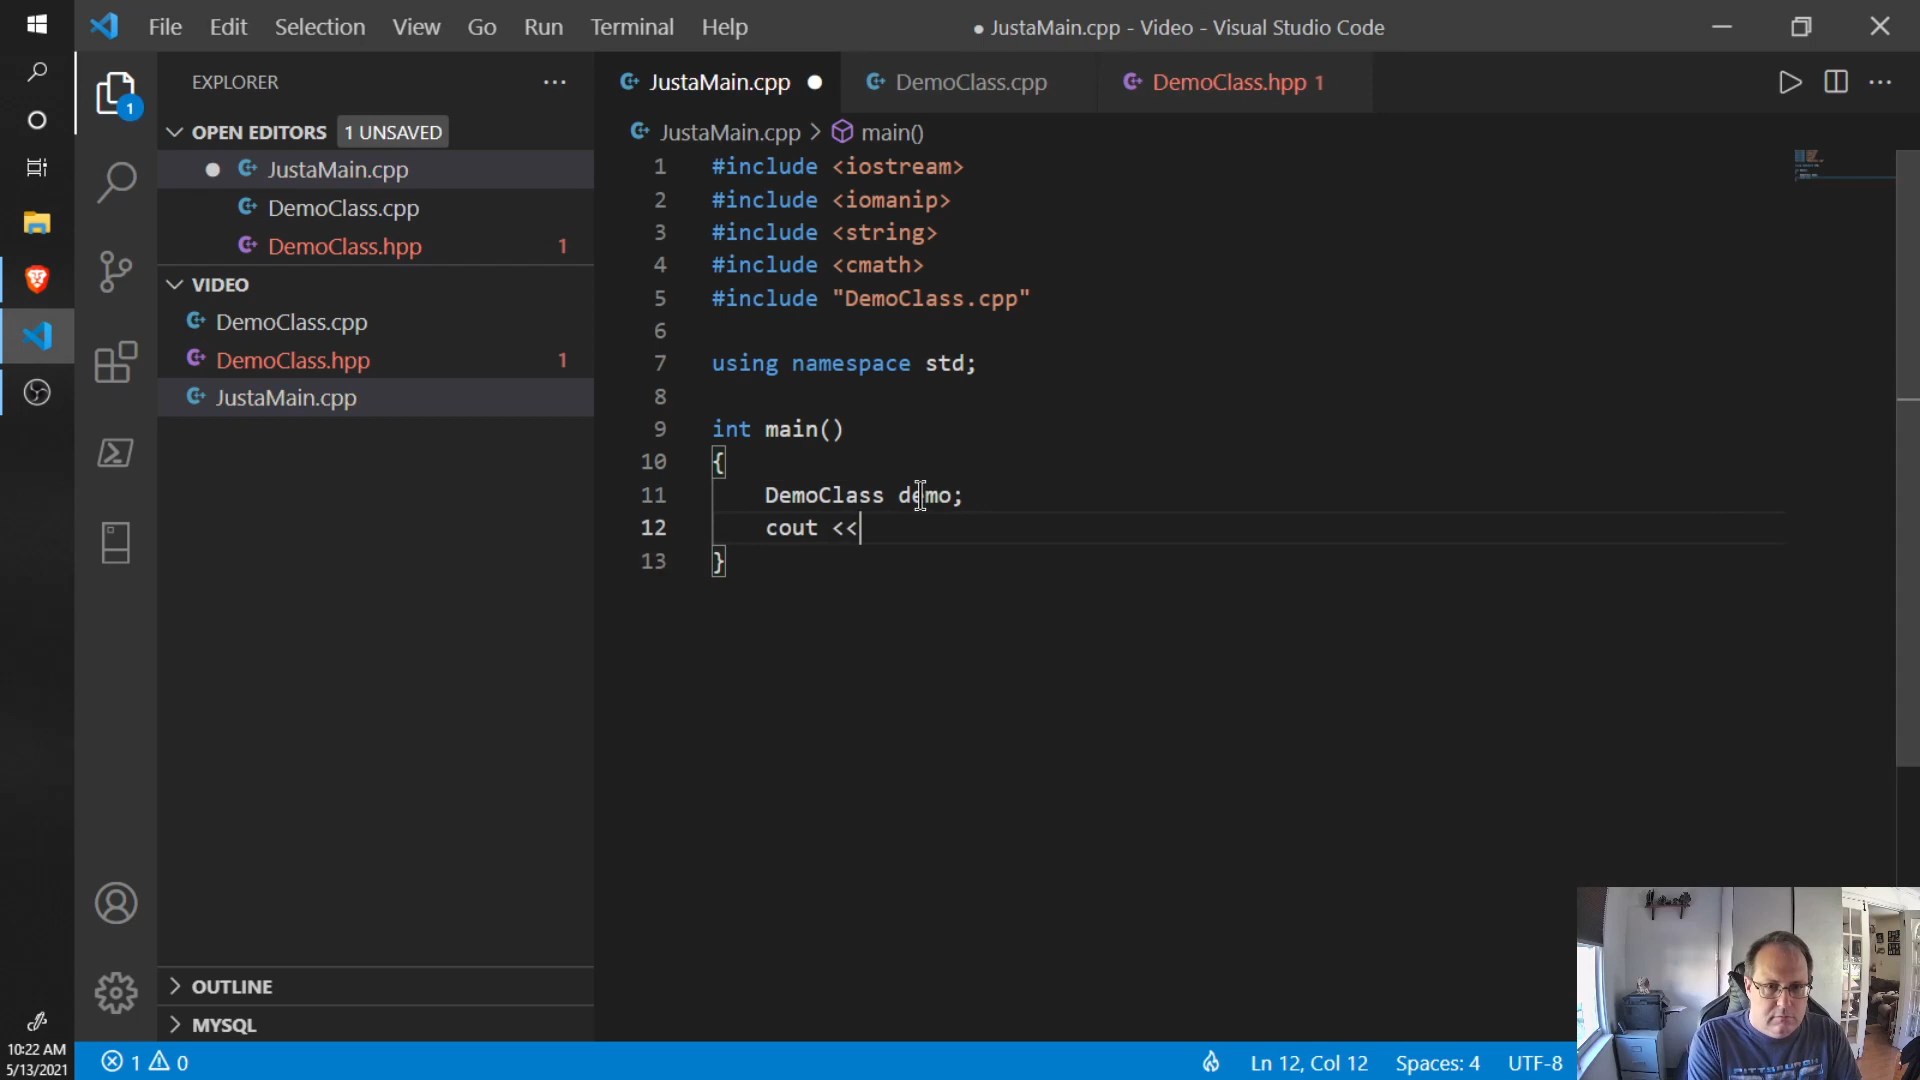 File Edit Selection View Go Run Terminal Help
● JustaMain.cpp - Video - Visual Studio Code
EXPLORER
JustaMain.cpp
DemoClass.cpp
DemoClass.hpp 1
1
OPEN EDITORS 1 UNSAVED
JustaMain.cpp
DemoClass.cpp
DemoClass.hpp 1
VIDEO
DemoClass.cpp
DemoClass.hpp 1
JustaMain.cpp
JustaMain.cpp > main()
1 #include <iostream>
2 #include <iomanip>
3 #include <string>
4 #include <cmath>
5 #include "DemoClass.cpp"
6
7 using namespace std;
8
9 int main()
10 {
11 DemoClass demo;
12 cout <<
13 }
OUTLINE
MYSQL
10:22 AM
5/13/2021
1 0
Ln 12, Col 12 Spaces: 4 UTF-8